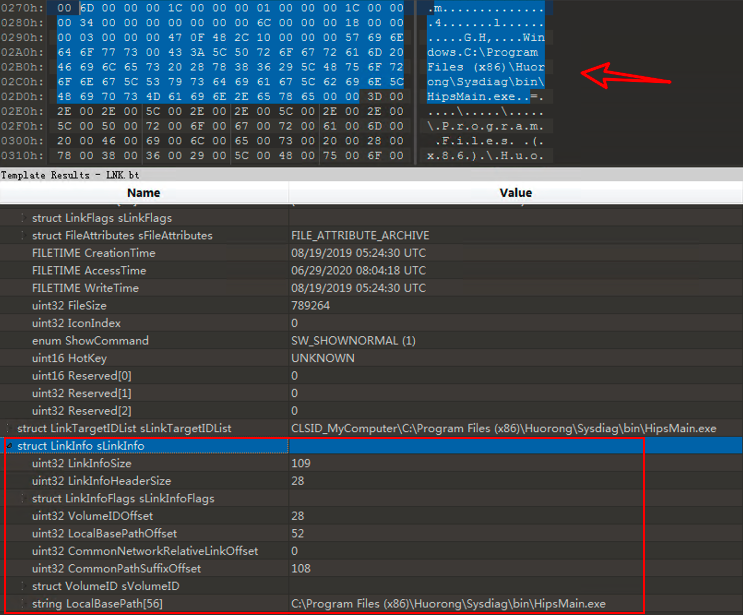 0270h: 00 6D 00 00 00 1C 00 00 00 01 00 00 00 1C 00 00 .m..............
0280h: 00 34 00 00 00 00 00 00 00 6C 00 00 00 18 00 00 .4.......l......
0290h: 00 03 00 00 00 47 0F 48 2C 10 00 00 00 57 69 6E .....G.H,....Win
02A0h: 64 6F 77 73 00 43 3A 5C 50 72 6F 67 72 61 6D 20 dows.C:\Program
02B0h: 46 69 6C 65 73 20 28 78 38 36 29 5C 48 75 6F 72 Files (x86)\Huor
02C0h: 6F 6E 67 5C 53 79 73 64 69 61 67 5C 62 69 6E 5C ong\Sysdiag\bin\
02D0h: 48 69 70 73 4D 61 69 6E 2E 65 78 65 00 00 3D 00 HipsMain.exe..=.
02E0h: 2E 00 2E 00 5C 00 2E 00 2E 00 5C 00 2E 00 2E 00 ....\.....\.....
02F0h: 5C 00 50 00 72 00 6F 00 67 00 72 00 61 00 6D 00 \.P.r.o.g.r.a.m.
0300h: 20 00 46 00 69 00 6C 00 65 00 73 00 20 00 28 00 .F.i.l.e.s. .(.
0310h: 78 00 38 00 36 00 29 00 5C 00 48 00 75 00 6F 00 x.8.6.).\.H.u.o.
Template Results - LNK.bt
Name Value
struct LinkFlags sLinkFlags
struct FileAttributes sFileAttributes FILE_ATTRIBUTE_ARCHIVE
FILETIME CreationTime 08/19/2019 05:24:30 UTC
FILETIME AccessTime 06/29/2020 08:04:18 UTC
FILETIME WriteTime 08/19/2019 05:24:30 UTC
uint32 FileSize 789264
uint32 IconIndex 0
enum ShowCommand SW_SHOWNORMAL (1)
uint16 HotKey UNKNOWN
uint16 Reserved[0] 0
uint32 Reserved[1] 0
uint32 Reserved[2] 0
struct LinkTargetIDList sLinkTargetIDList CLSID_MyComputer\C:\Program Files (x86)\Huorong\Sysdiag\bin\HipsMain.exe
struct LinkInfo sLinkInfo
uint32 LinkInfoSize 109
uint32 LinkInfoHeaderSize 28
struct LinkInfoFlags sLinkInfoFlags
uint32 VolumeIDOffset 28
uint32 LocalBasePathOffset 52
uint32 CommonNetworkRelativeLinkOffset 0
uint32 CommonPathSuffixOffset 108
struct VolumeID sVolumeID
string LocalBasePath[56] C:\Program Files (x86)\Huorong\Sysdiag\bin\HipsMain.exe